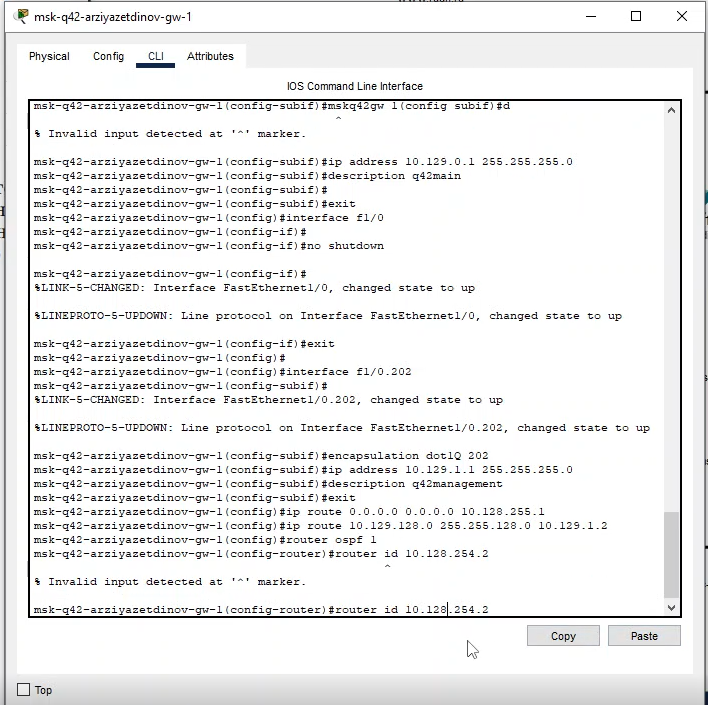 msk-q42-arziyazetdinov-gw-1
Physical Config CLI Attributes
IOS Command Line Interface
msk-q42-arziyazetdinov-gw-1(config-subif)#mskq42gw 1(config subif)#d
^
% Invalid input detected at '^' marker.
msk-q42-arziyazetdinov-gw-1(config-subif)#ip address 10.129.0.1 255.255.255.0
msk-q42-arziyazetdinov-gw-1(config-subif)#description q42main
msk-q42-arziyazetdinov-gw-1(config-subif)#
msk-q42-arziyazetdinov-gw-1(config-subif)#exit
msk-q42-arziyazetdinov-gw-1(config)#interface f1/0
msk-q42-arziyazetdinov-gw-1(config-if)#
msk-q42-arziyazetdinov-gw-1(config-if)#no shutdown
msk-q42-arziyazetdinov-gw-1(config-if)#
%LINK-5-CHANGED: Interface FastEthernet1/0, changed state to up
%LINEPROTO-5-UPDOWN: Line protocol on Interface FastEthernet1/0, changed state to up
msk-q42-arziyazetdinov-gw-1(config-if)#exit
msk-q42-arziyazetdinov-gw-1(config)#
msk-q42-arziyazetdinov-gw-1(config)#interface f1/0.202
msk-q42-arziyazetdinov-gw-1(config-subif)#
%LINK-5-CHANGED: Interface FastEthernet1/0.202, changed state to up
%LINEPROTO-5-UPDOWN: Line protocol on Interface FastEthernet1/0.202, changed state to up
msk-q42-arziyazetdinov-gw-1(config-subif)#encapsulation dot1Q 202
msk-q42-arziyazetdinov-gw-1(config-subif)#ip address 10.129.1.1 255.255.255.0
msk-q42-arziyazetdinov-gw-1(config-subif)#description q42management
msk-q42-arziyazetdinov-gw-1(config-subif)#exit
msk-q42-arziyazetdinov-gw-1(config)#ip route 0.0.0.0 0.0.0.0 10.128.255.1
msk-q42-arziyazetdinov-gw-1(config)#ip route 10.129.128.0 255.255.128.0 10.129.1.2
msk-q42-arziyazetdinov-gw-1(config)#router ospf 1
msk-q42-arziyazetdinov-gw-1(config-router)#router id 10.128.254.2
^
% Invalid input detected at '^' marker.
msk-q42-arziyazetdinov-gw-1(config-router)#router id 10.128.254.2
Copy Paste
Top